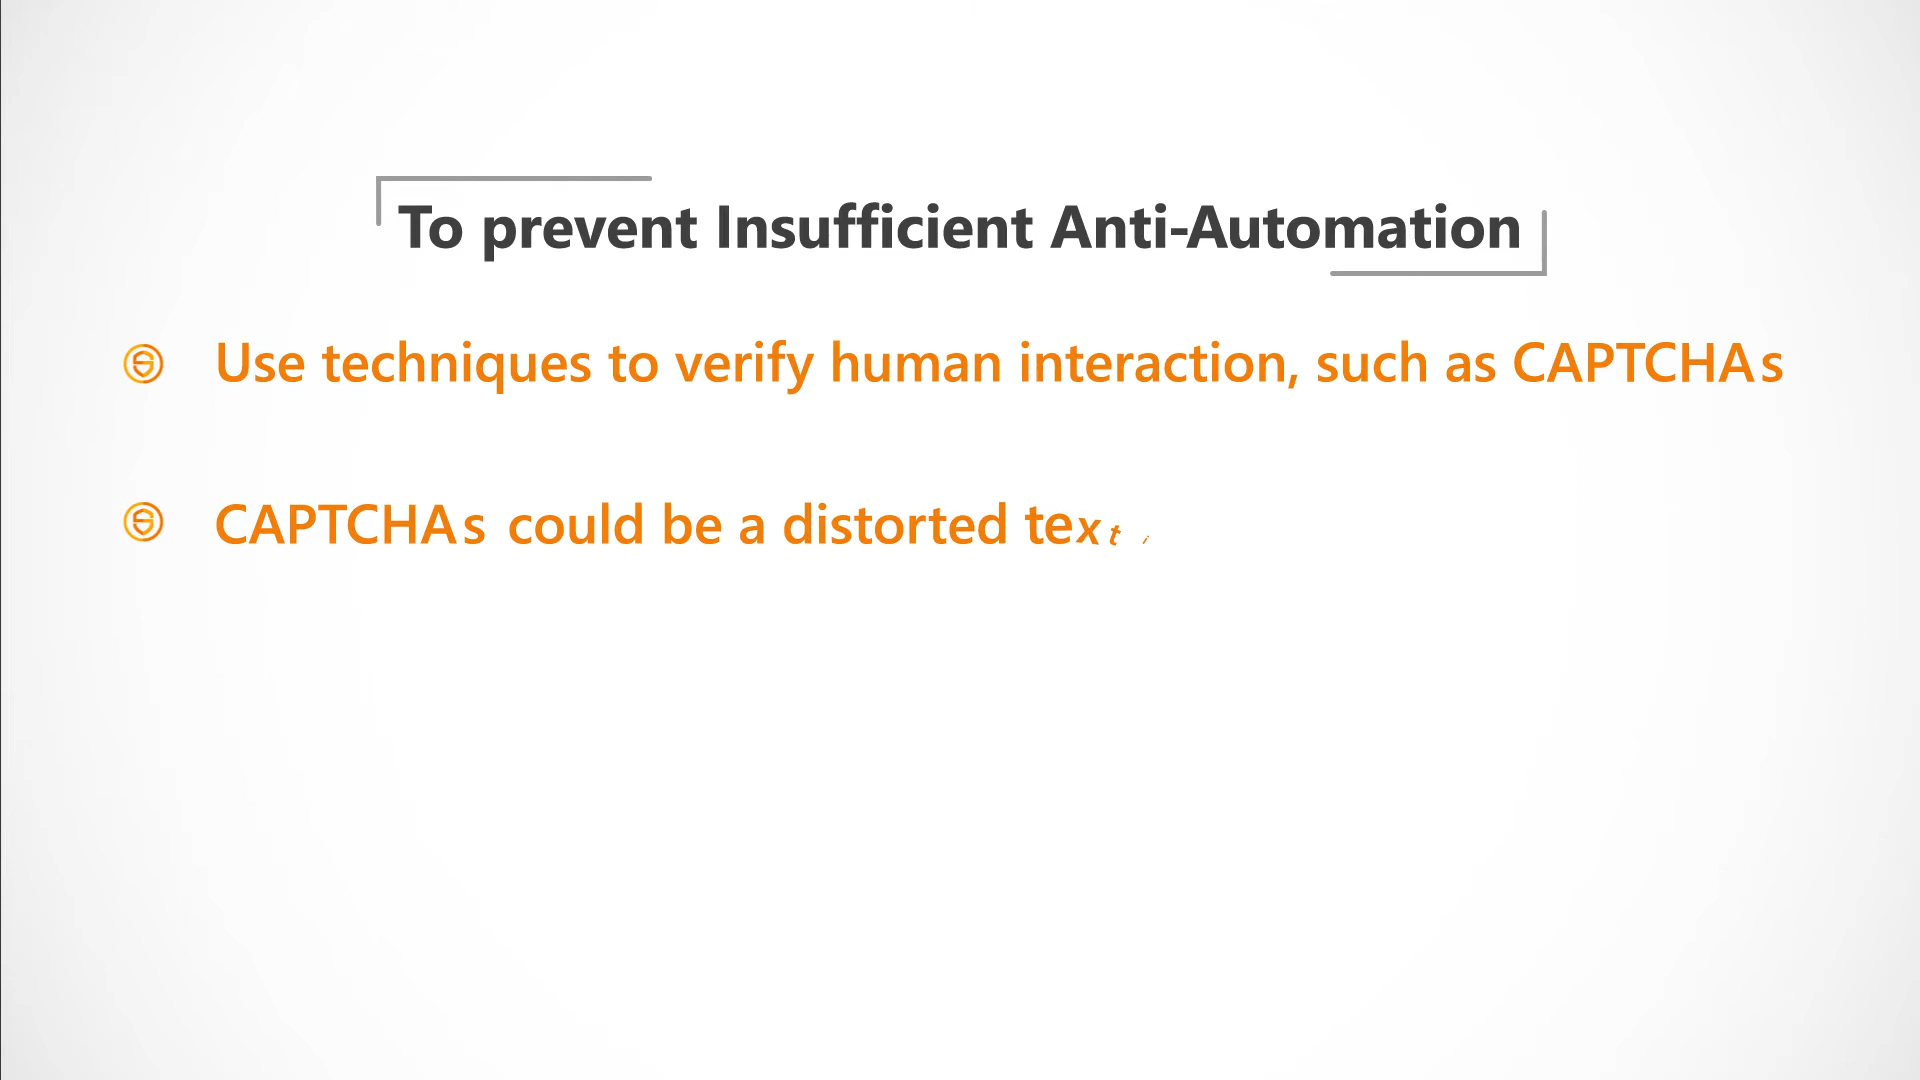 To prevent Insufficient Anti-Automation
Use techniques to verify human interaction, such as CAPTCHAs
CAPTCHAs could be a distorted text i